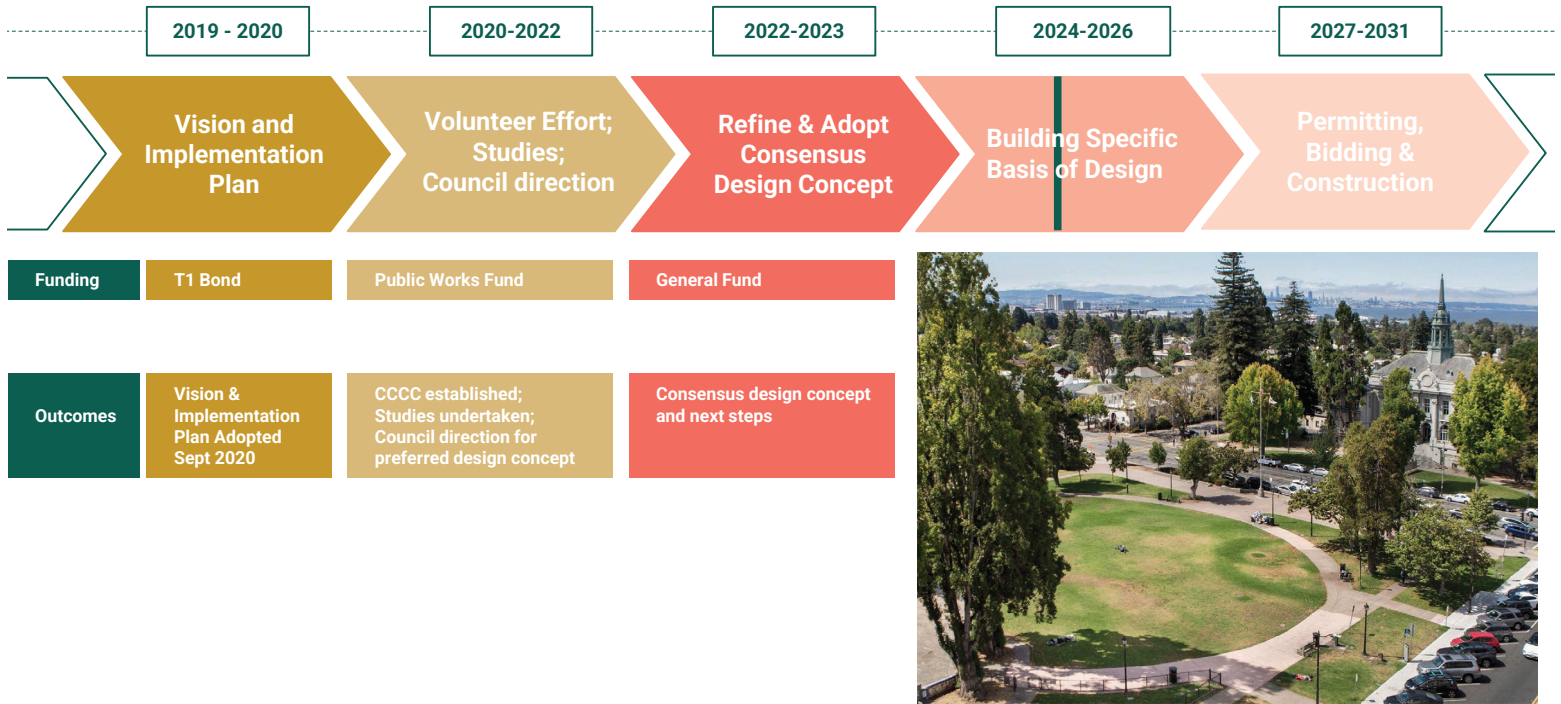 2019 - 2020
2020-2022
2022-2023
2024-2026
2027-2031
Vision and
Implementation
Plan
Volunteer Effort;
Studies;
Council direction
Refine & Adopt
Consensus
Design Concept
Building Specific
Basis of Design
Permitting,
Bidding &
Construction
Funding
T1 Bond
Public Works Fund
General Fund
Outcomes
Vision &
Implementation
Plan Adopted
Sept 2020
CCCC established;
Studies undertaken;
Council direction for
preferred design concept
Consensus design concept
and next steps